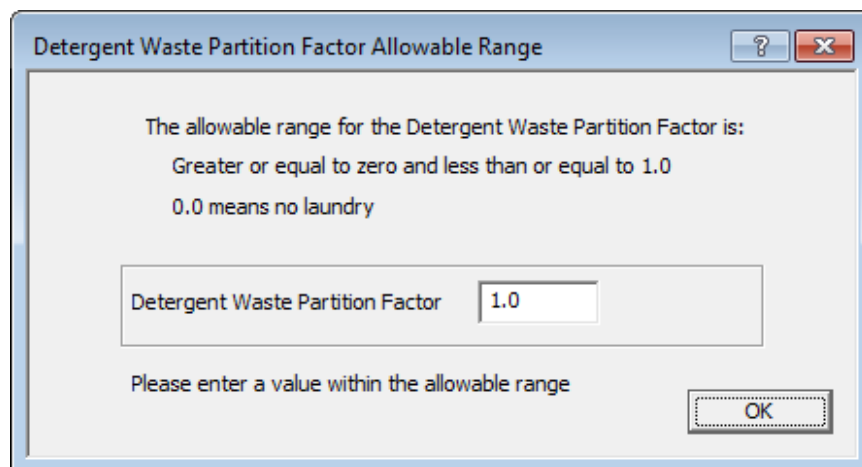 Detergent Waste Partition Factor Allowable Range
The allowable range for the Detergent Waste Partition Factor is:
Greater or equal to zero and less than or equal to 1.0
0.0 means no laundry
Detergent Waste Partition Factor 1.0
Please enter a value within the allowable range
OK